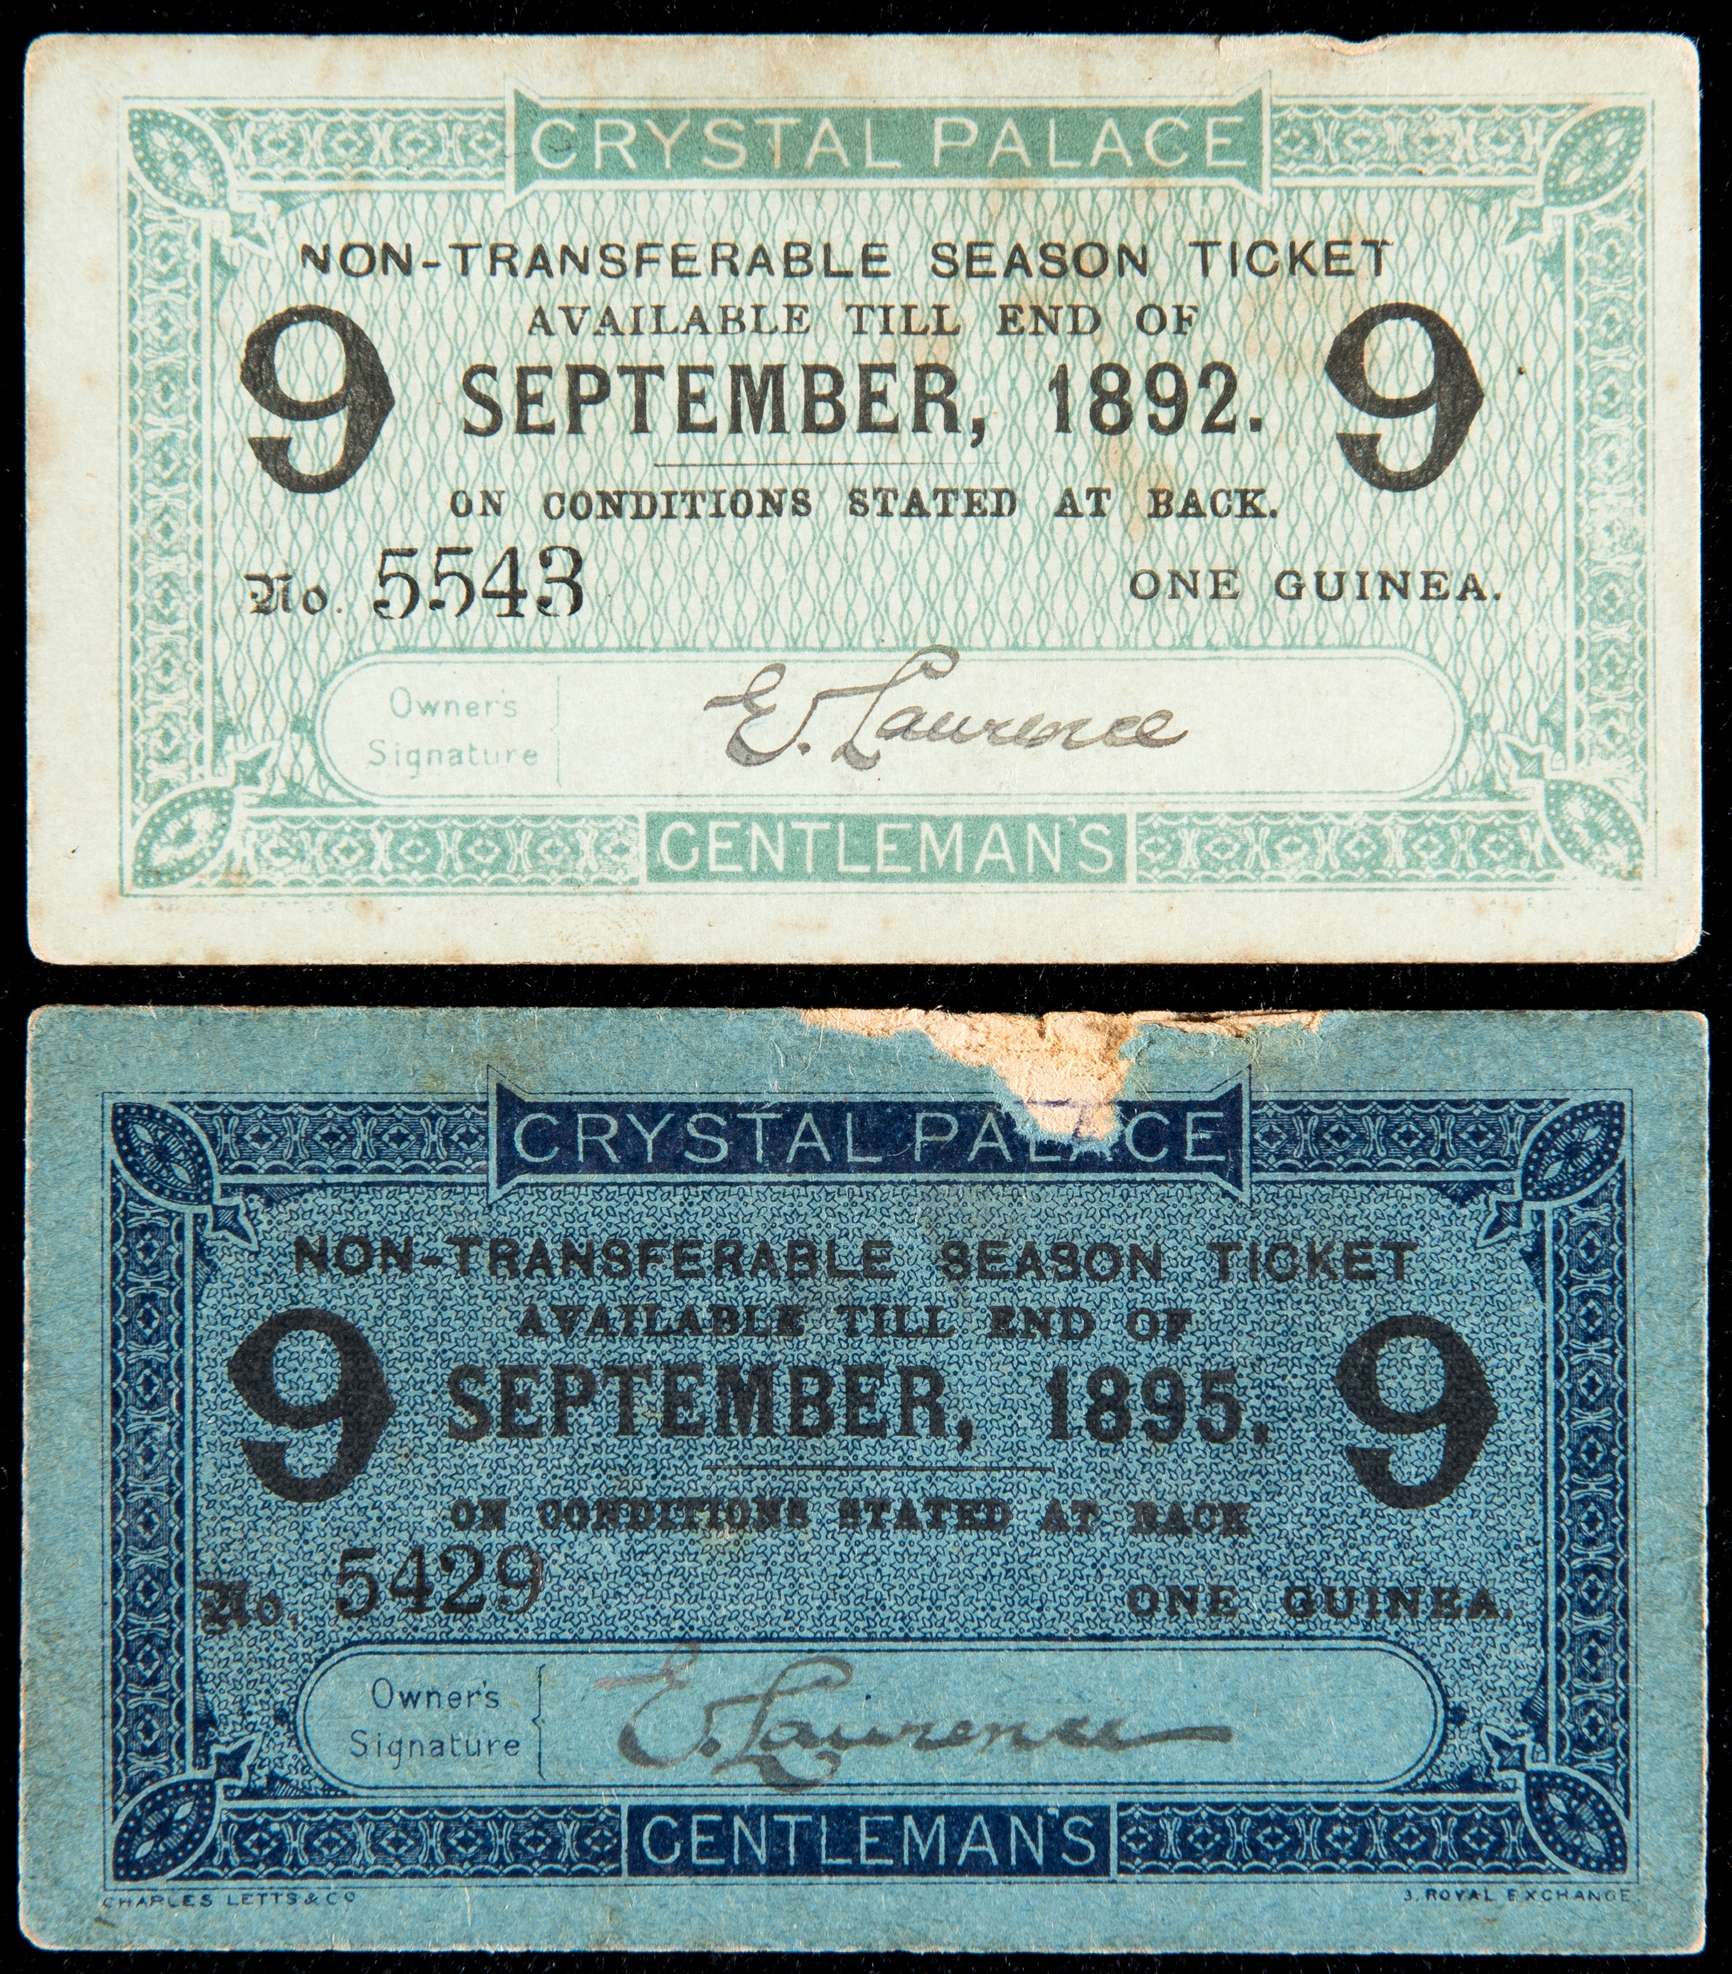 CRYSTAL PALACE
NON-TRANSFERABLE SEASON TICKET
AVAILABLE TILL END OF
9 SEPTEMBER, 1892. 9
ON CONDITIONS STATED AT BACK.
No. 5543 ONE GUINEA.
Owner's
Signature
E. Lawrence
GENTLEMAN'S
CRYSTAL PALACE
NON-TRANSFERABLE SEASON TICKET
AVAILABLE TILL END OF
9 SEPTEMBER, 1895. 9
ON CONDITIONS STATED AT BACK
No. 5429 ONE GUINEA.
Owner's
Signature
E. Lawrence
GENTLEMAN'S
CHARLES LETTS & CO 3, ROYAL EXCHANGE.